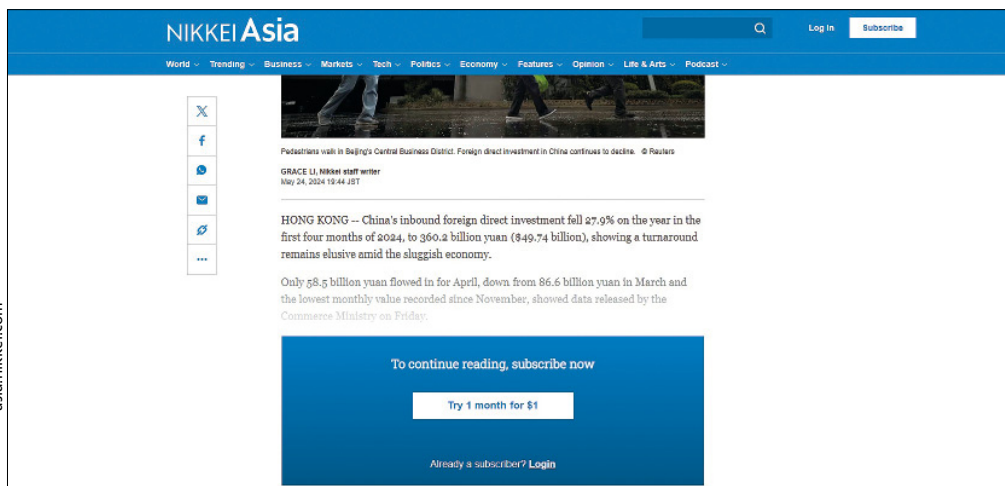 NIKKEI Asia
Log In
Subscribe
World Trending Business Markets Tech Politics Economy Features Opinion Life & Arts Podcast
Pedestrians walk in Beijing's Central Business District. Foreign direct investment in China continues to decline. © Reuters
GRACE LI, Nikkei staff writer
May 24, 2024 19:44 JST
HONG KONG -- China's inbound foreign direct investment fell 27.9% on the year in the
first four months of 2024, to 360.2 billion yuan ($49.74 billion), showing a turnaround
remains elusive amid the sluggish economy.
Only 58.5 billion yuan flowed in for April, down from 86.6 billion yuan in March and
the lowest monthly value recorded since November, showed data released by the
Commerce Ministry on Friday.
To continue reading, subscribe now
Try 1 month for $1
Already a subscriber? Login